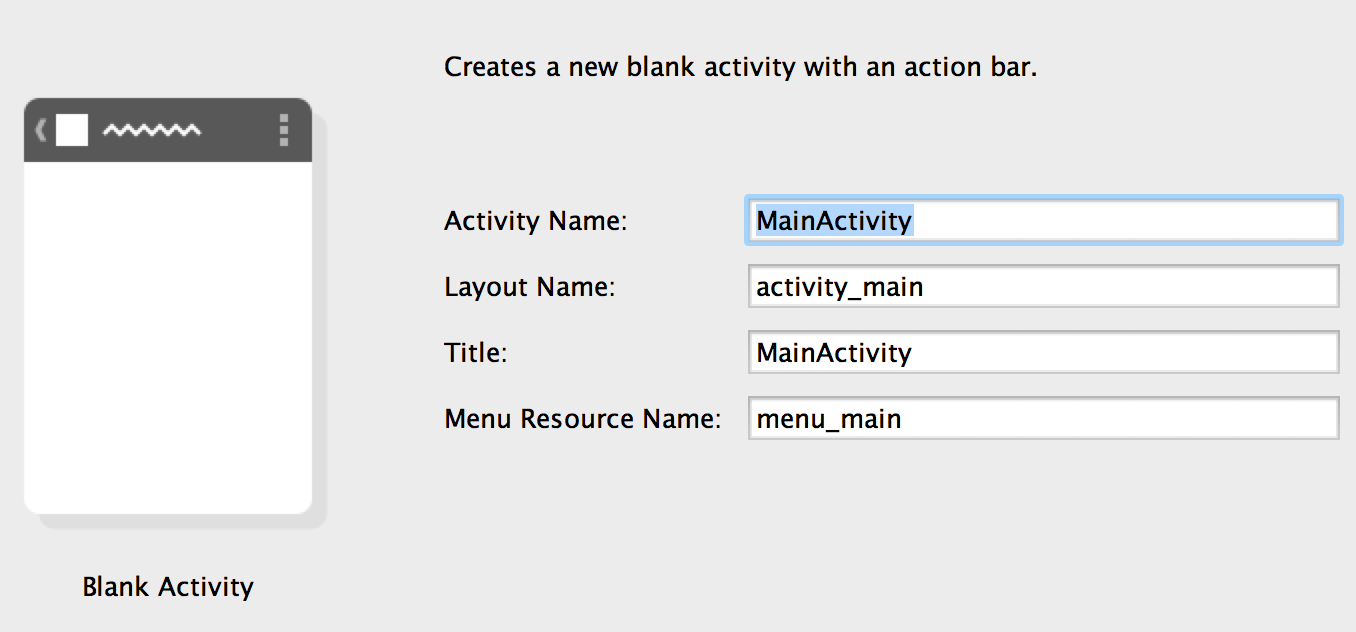 Creates a new blank activity with an action bar.
Activity Name: MainActivity
Layout Name: activity_main
Title: MainActivity
Menu Resource Name: menu_main
Blank Activity